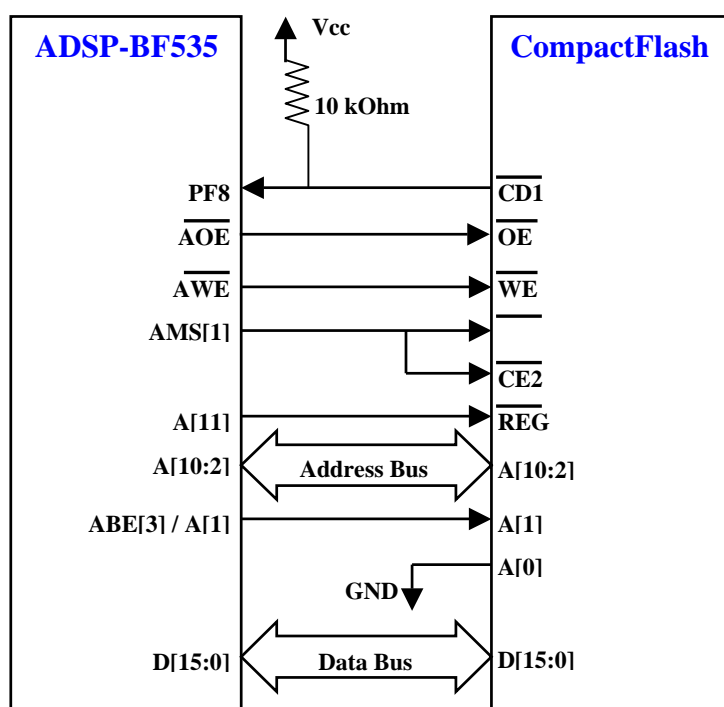 ADSP-BF535
Vcc
CompactFlash
10 kOhm
PF8
CD1
AOE
OE
AWE
WE
AMS[1]
CE2
A[11]
REG
A[10:2]
Address Bus
A[10:2]
ABE[3] / A[1]
A[1]
A[0]
GND
D[15:0]
Data Bus
D[15:0]